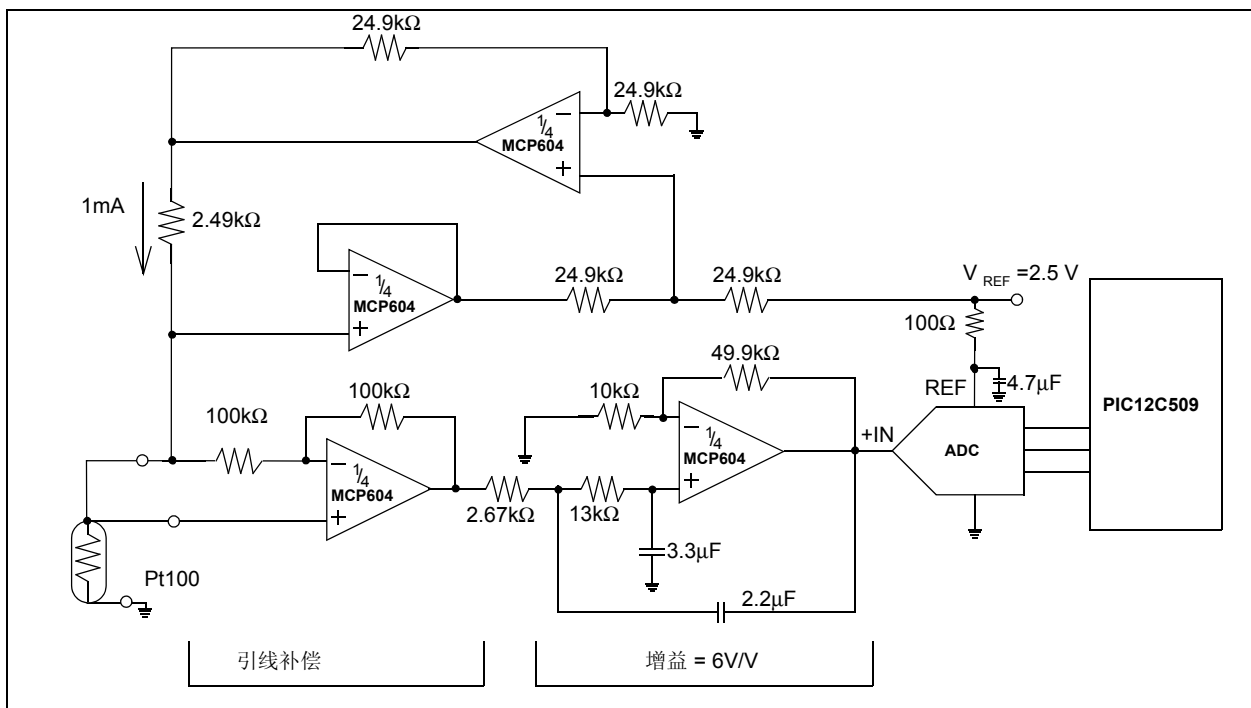 24.9kΩ
24.9kΩ
1/4
MCP604
1mA
2.49kΩ
1/4
MCP604
24.9kΩ
24.9kΩ
V REF =2.5 V
100Ω
49.9kΩ
REF
4.7μF
PIC12C509
100kΩ
100kΩ
10kΩ
1/4
MCP604
+IN
ADC
1/4
MCP604
2.67kΩ
13kΩ
3.3μF
Pt100
2.2μF
引线补偿
增益 = 6V/V